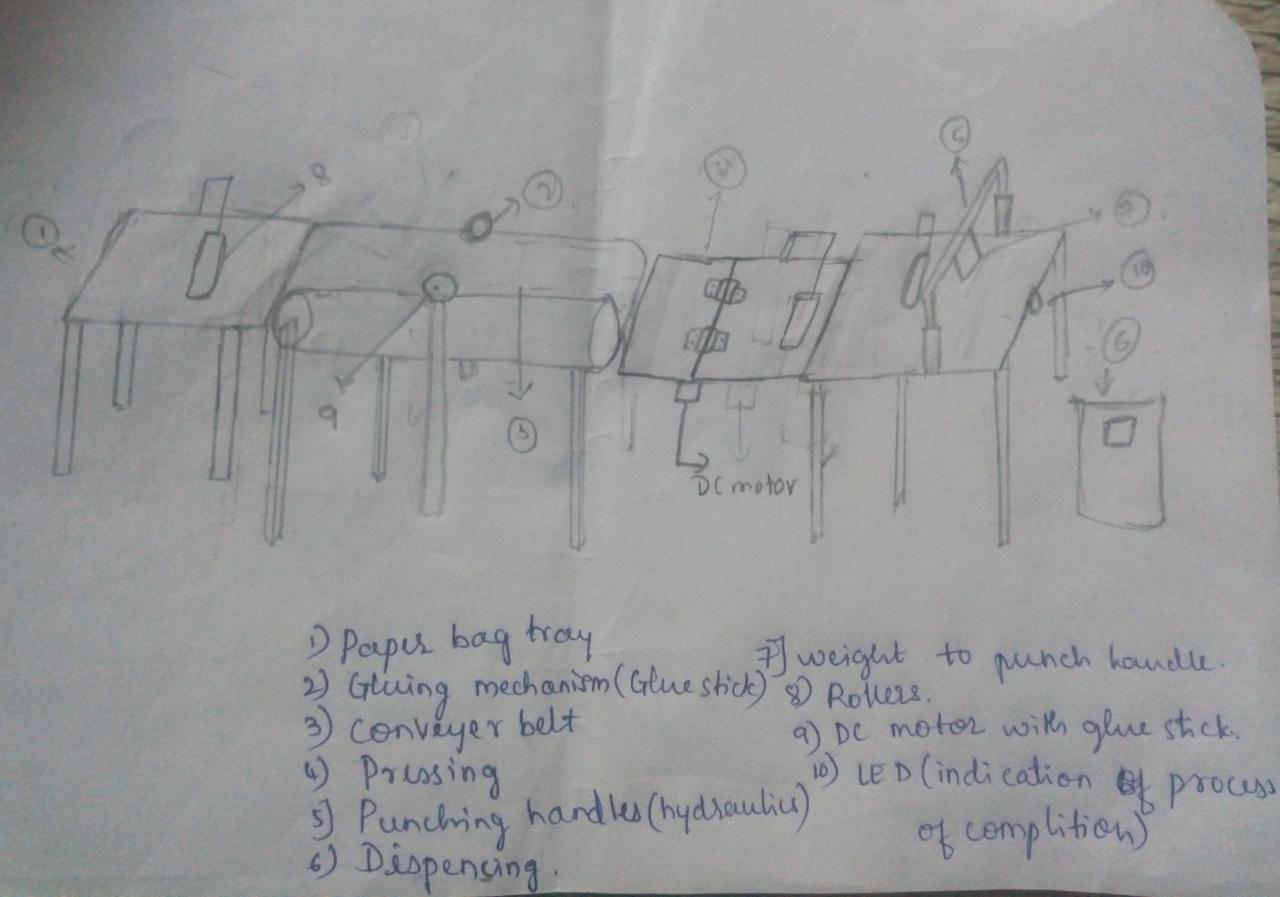 1
8
2
4
5
7
10
6
9
3
DC motor
1) Paper bag tray
2) Gluing mechanism (Glue stick)
3) Conveyer belt
4) Pressing
5) Punching handles (hydraulics)
6) Dispencing.
7) weight to punch handle.
8) Rollers.
9) DC motor with glue stick.
10) LED (indication of process
of complition)